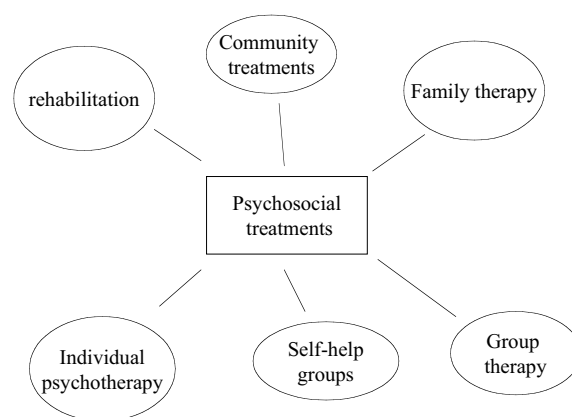 Community
treatments
rehabilitation
Family therapy
Psychosocial
treatments
Individual
psychotherapy
Self-help
groups
Group
therapy